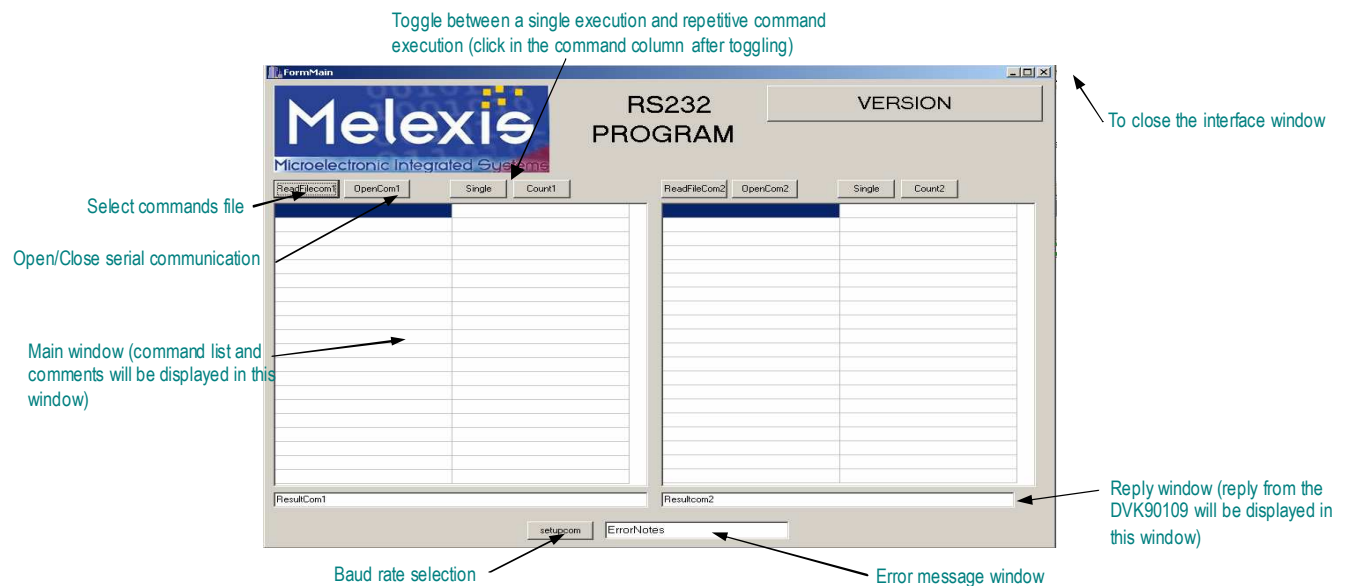 Toggle between a single execution and repetitive command
execution (click in the command column after toggling)
FormMain
Melexis
Microelectronic Integrated Systems
RS232
PROGRAM
VERSION
To close the interface window
ReadFilecom1 OpenCom1 Single Count1
ReadFileCom2 OpenCom2 Single Count2
Select commands file
Open/Close serial communication
Main window (command list and
comments will be displayed in this
window)
ResultCom1
Resultcom2
Reply window (reply from the
DVK90109 will be displayed in
this window)
setupcom
ErrorNotes
Baud rate selection
Error message window